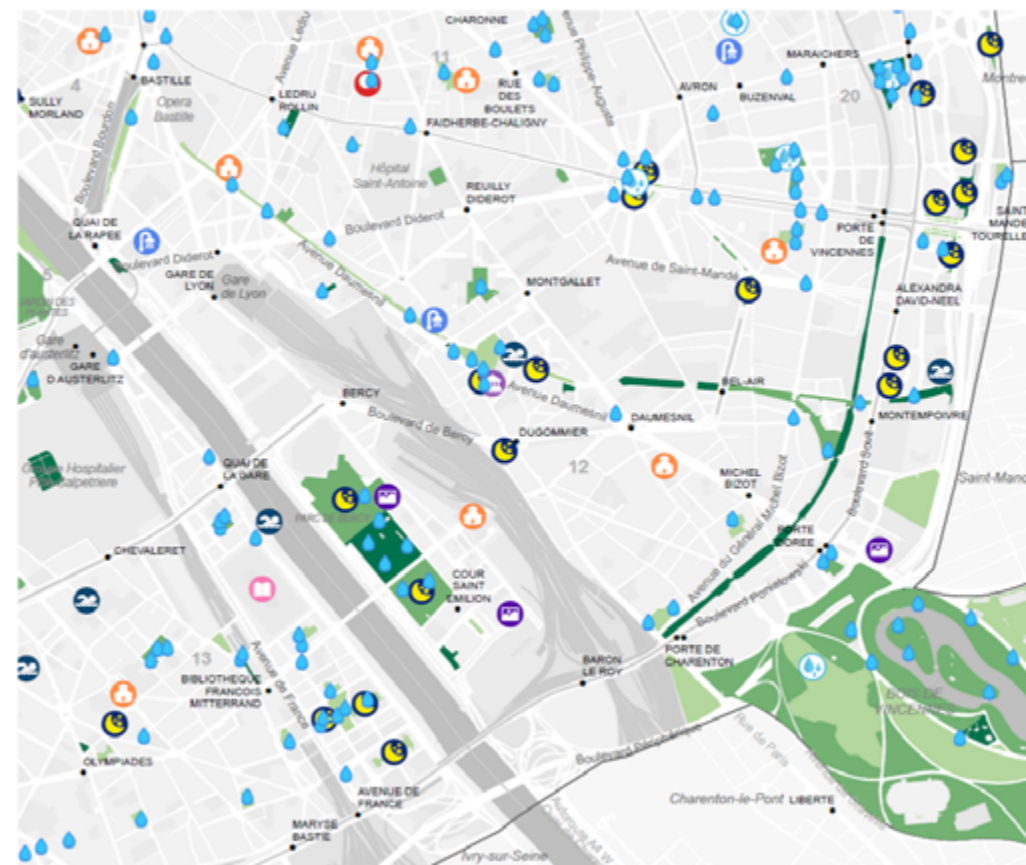 CHARONNE
Avenue Ledru
Avenue Philippe-Auguste
MARAICHERS
11
4
BASTILLE
Opera
Bastille
SULLY
MORLAND
LEDRU
ROLLIN
RUE
DES
BOULETS
FAIDHERBE-CHALIGNY
AVRON
BUZENVAL
20
Boulevard Bourdon
Hôpital
Saint-Antoine
REUILLY
DIDEROT
Boulevard Diderot
QUAI DE
LA RAPEE
Boulevard Diderot
GARE DE
LYON
Gare
de Lyon
Avenue Daumesnil
MONTGALLET
Avenue de Saint-Mandé
PORTE
DE
VINCENNES
SAINT
MANDE
TOURELLE
ALEXANDRA
DAVID-NEEL
5
Gare
d'austerlitz
GARE
D'AUSTERLITZ
BERCY
Boulevard de Bercy
Avenue Daumesnil
BEL-AIR
DAUMESNIL
DUGOMMIER
MONTEMPOIVRE
12
QUAI DE
LA GARE
MICHEL
BIZOT
Boulevard Soult
Avenue du Général Michel Bizot
CHEVALERET
PORTE
DOREE
Boulevard Poniatowski
COUR
SAINT
EMILION
13
BIBLIOTHEQUE
FRANCOIS
MITTERRAND
Avenue de France
BARON
LE ROY
PORTE DE
CHARENTON
BOIS DE
Rue de Paris
OLYMPIADES
AVENUE DE
FRANCE
MARYSE
BASTIE
Charenton-le-Pont
LIBERTE
Ivry-sur-Seine